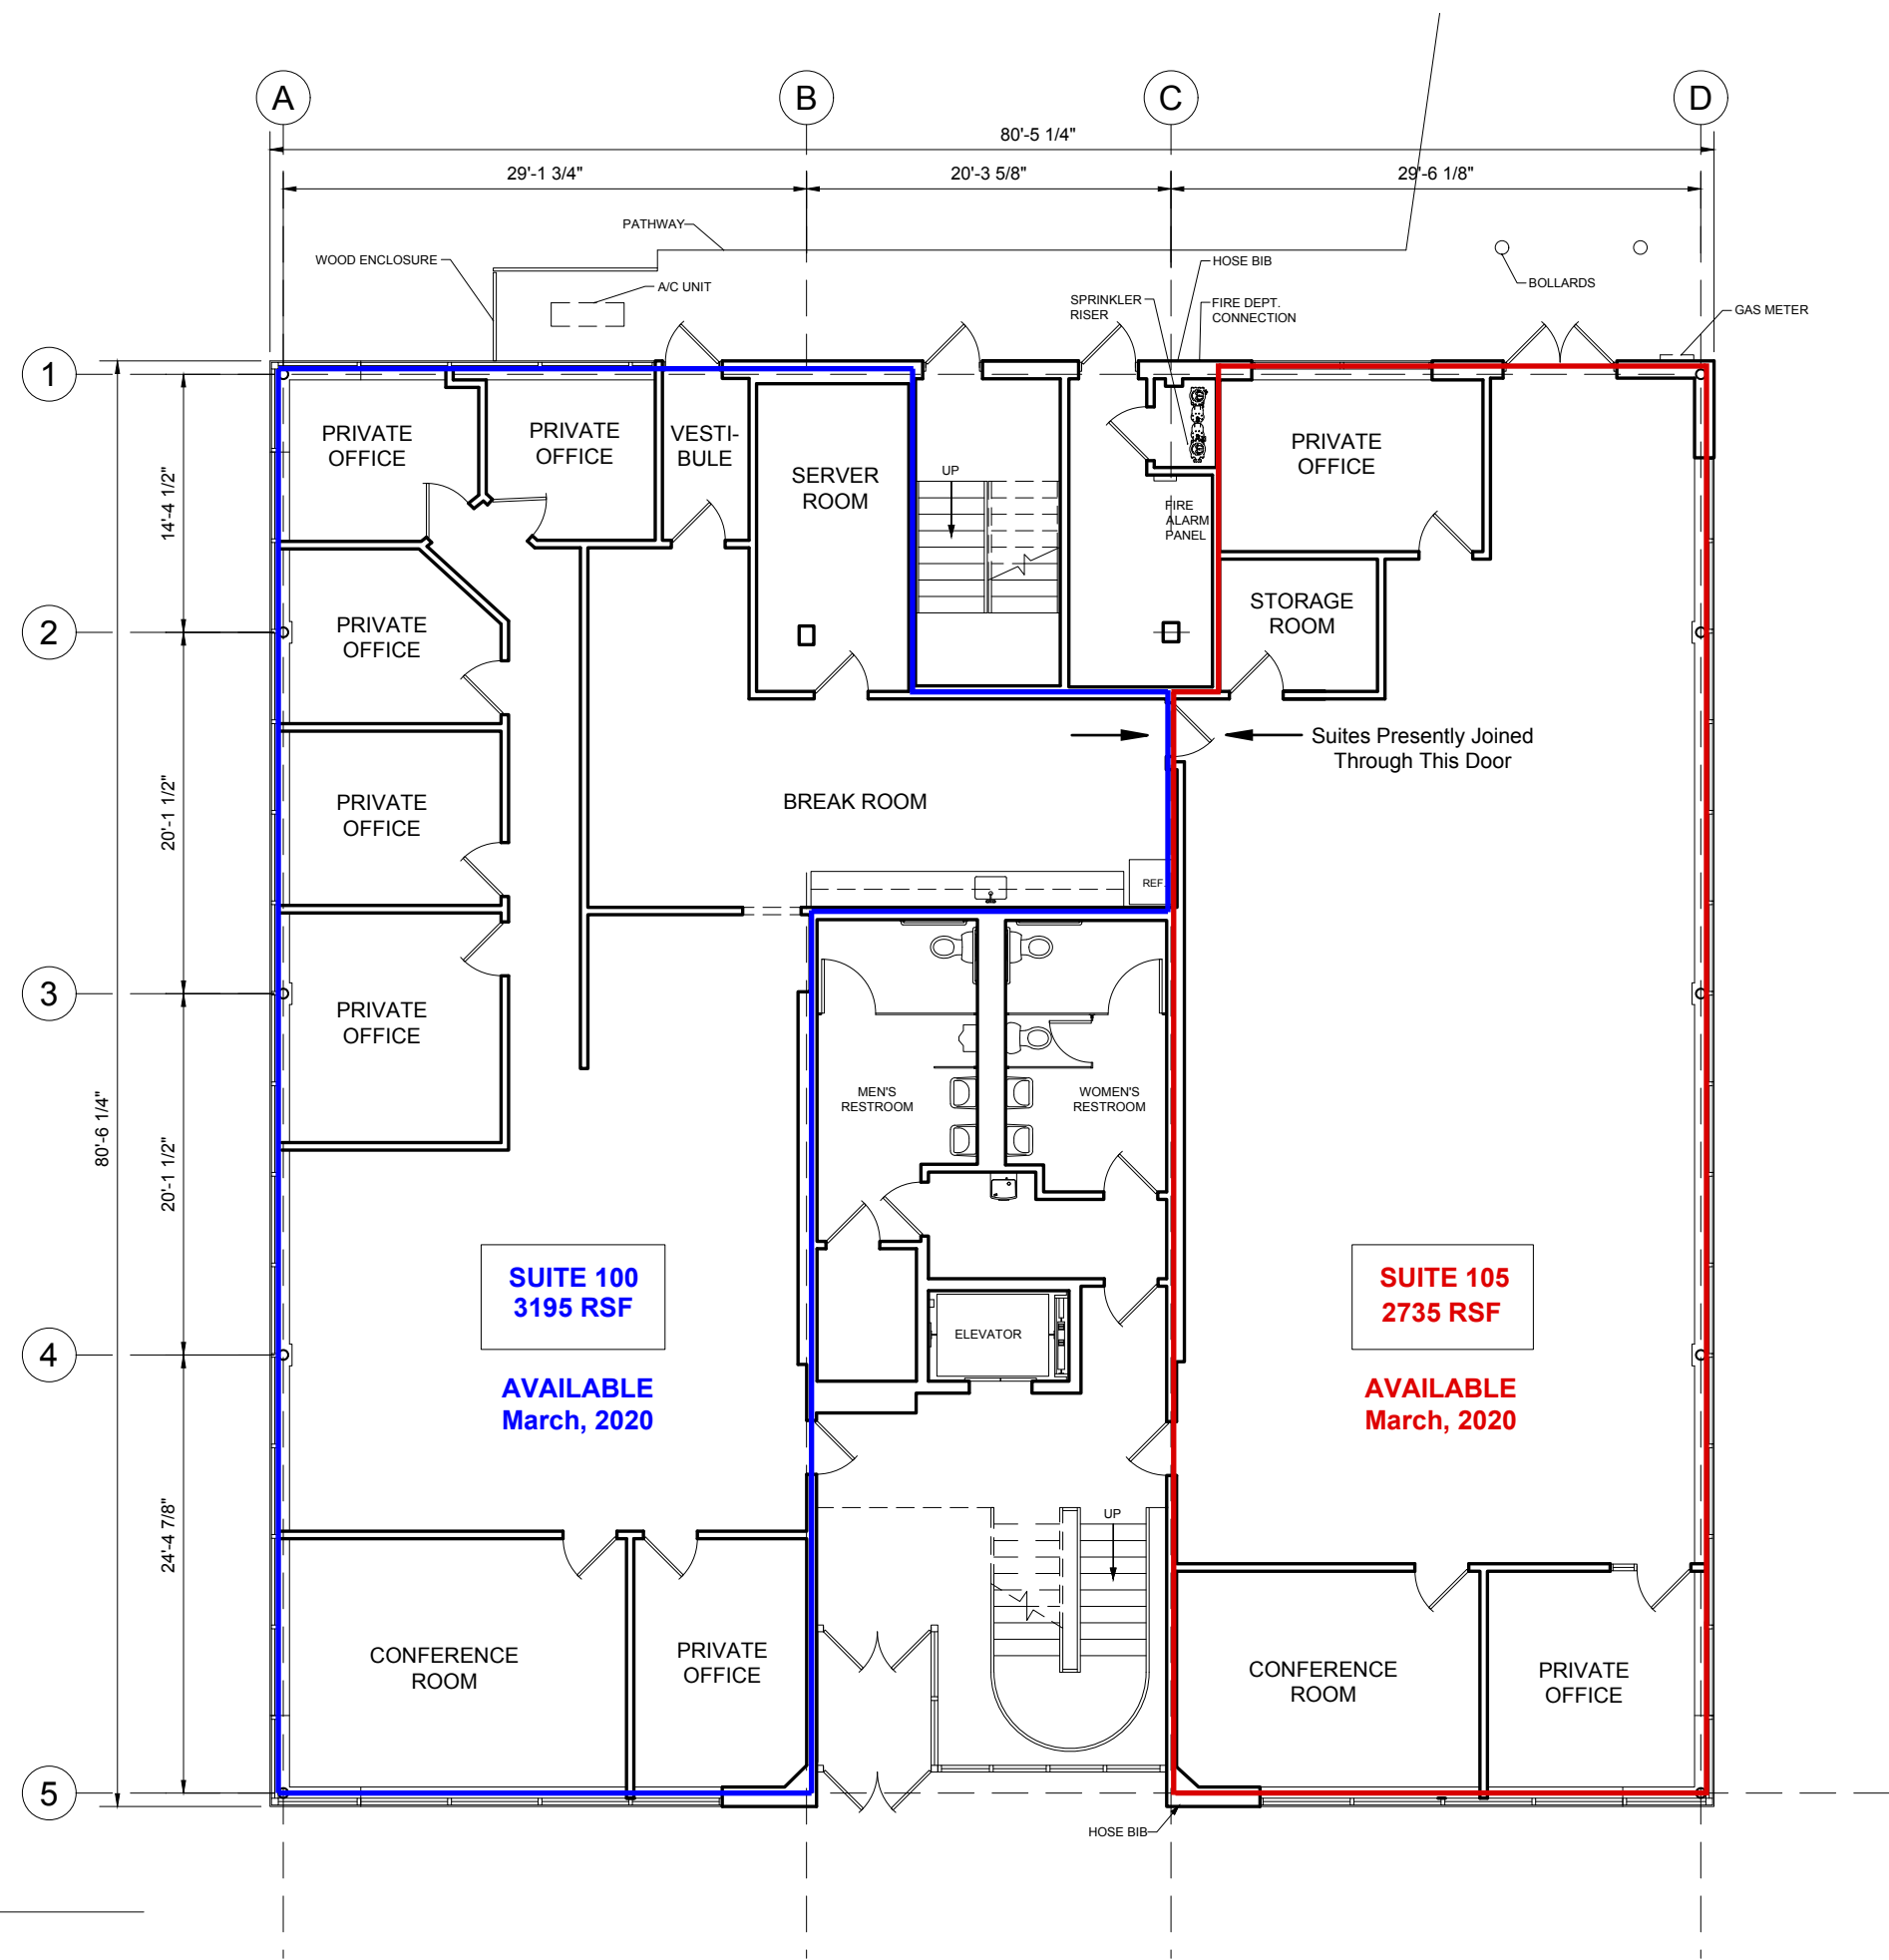 A
B
C
D
80'-5 1/4"
29'-1 3/4"
20'-3 5/8"
29'-6 1/8"
PATHWAY
WOOD ENCLOSURE
A/C UNIT
HOSE BIB
SPRINKLER
RISER
FIRE DEPT.
CONNECTION
BOLLARDS
GAS METER
1
2
3
4
5
14'-4 1/2"
20'-1 1/2"
20'-1 1/2"
24'-4 7/8"
80'-6 1/4"
PRIVATE
OFFICE
PRIVATE
OFFICE
VESTI-
BULE
SERVER
ROOM
UP
FIRE
ALARM
PANEL
PRIVATE
OFFICE
STORAGE
ROOM
PRIVATE
OFFICE
Suites Presently Joined
Through This Door
PRIVATE
OFFICE
BREAK ROOM
REF.
PRIVATE
OFFICE
MEN'S
RESTROOM
WOMEN'S
RESTROOM
SUITE 100
3195 RSF
AVAILABLE
March, 2020
ELEVATOR
SUITE 105
2735 RSF
AVAILABLE
March, 2020
UP
CONFERENCE
ROOM
PRIVATE
OFFICE
CONFERENCE
ROOM
PRIVATE
OFFICE
HOSE BIB